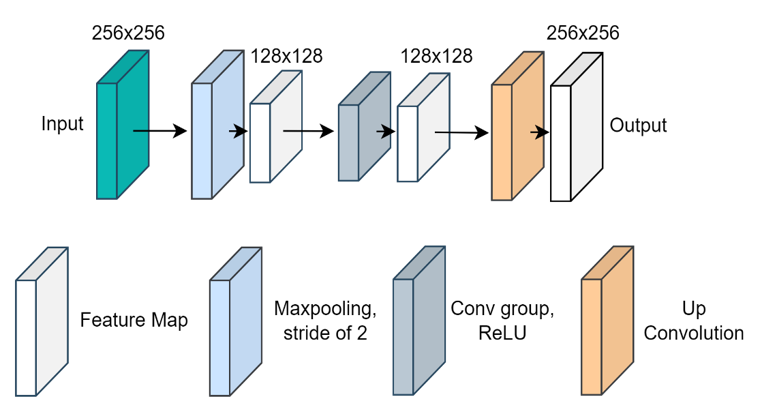 256x256
128x128
128x128
256x256
Input
Output
Feature Map
Maxpooling,
stride of 2
Conv group,
ReLU
Up
Convolution